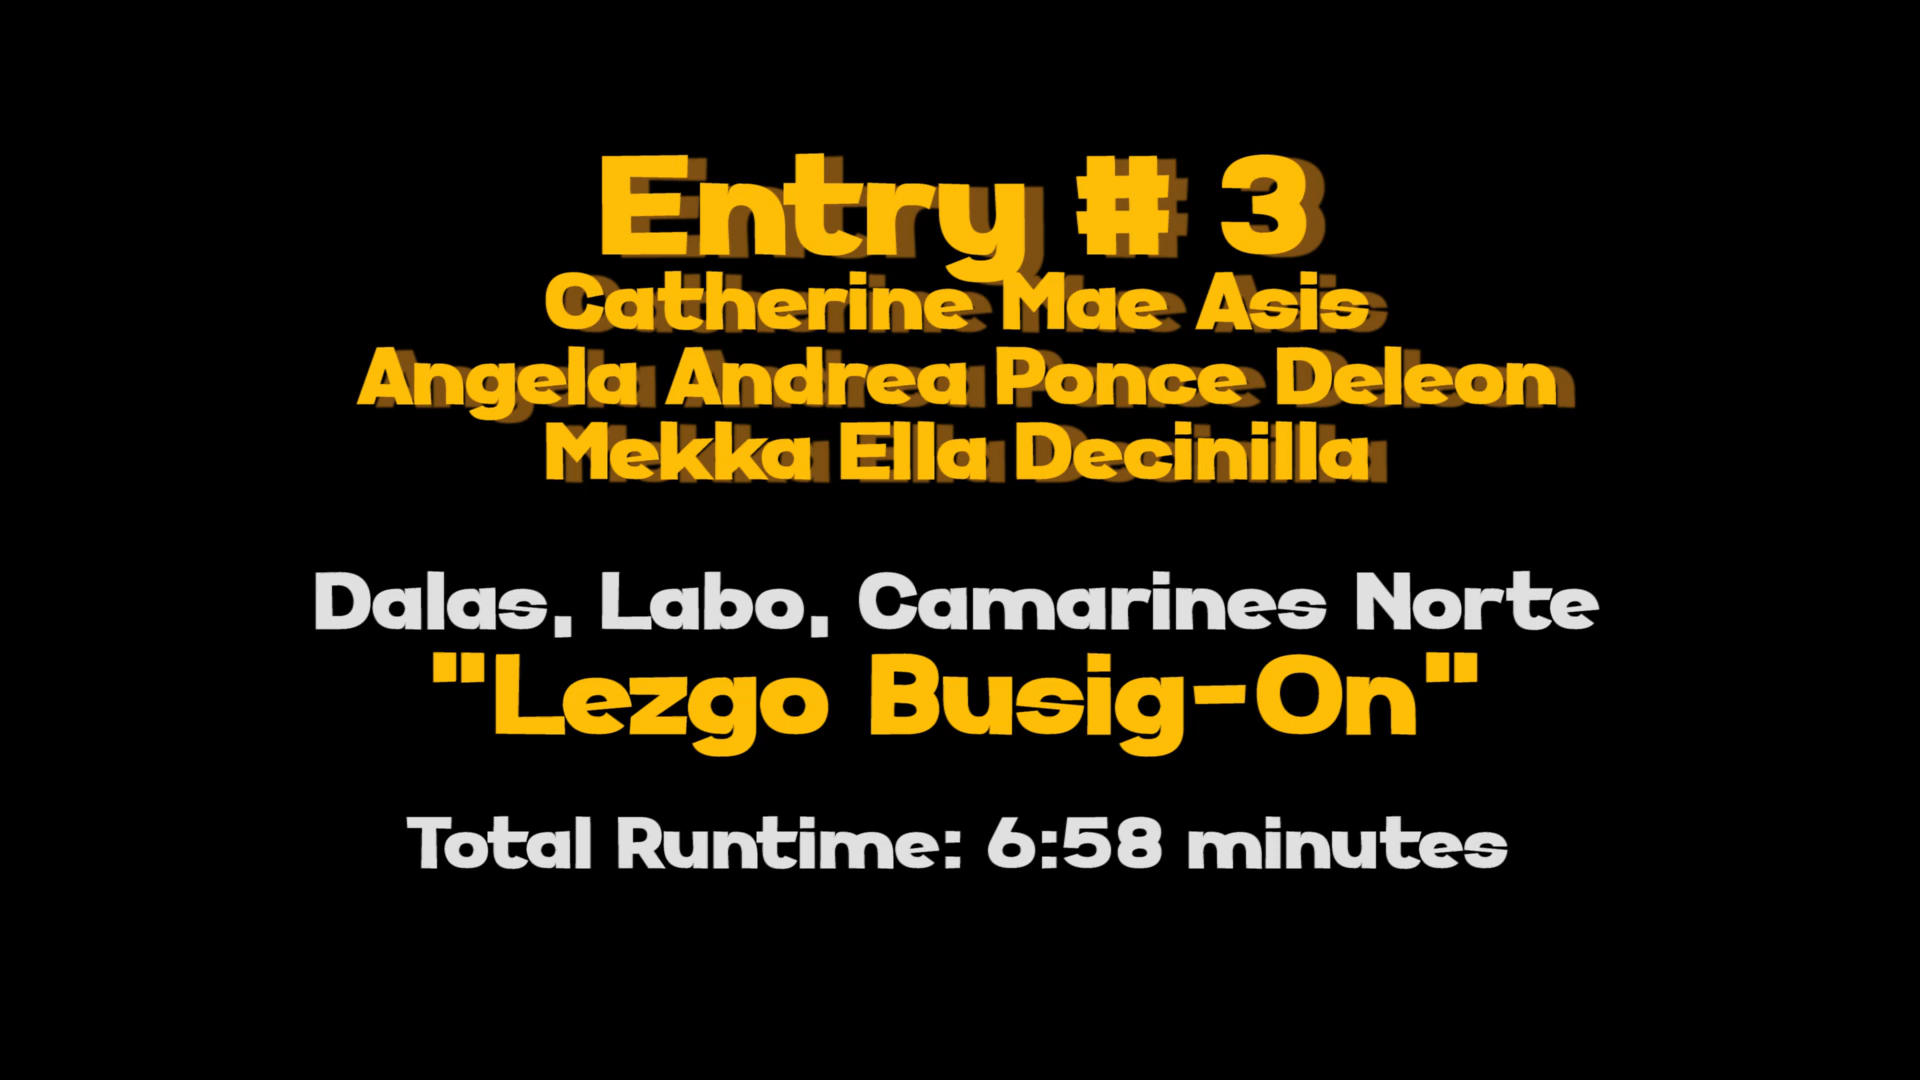 Entry # 3
Catherine Mae Asis
Angela Andrea Ponce Deleon
Mekka Ella Decinilla
Dalas, Labo, Camarines Norte
"Lezgo Busig-On"
Total Runtime: 6:58 minutes